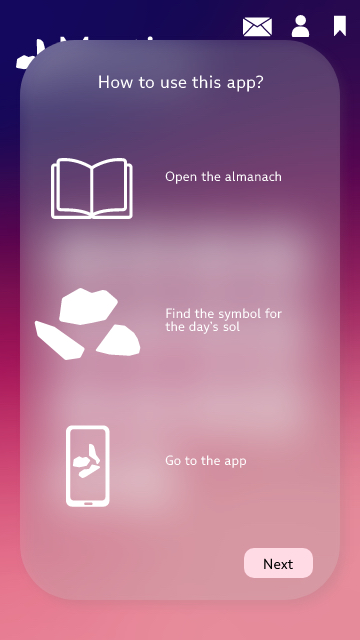 How to use this app?
Open the almanach
Find the symbol for
the day's sol
Go to the app
Next